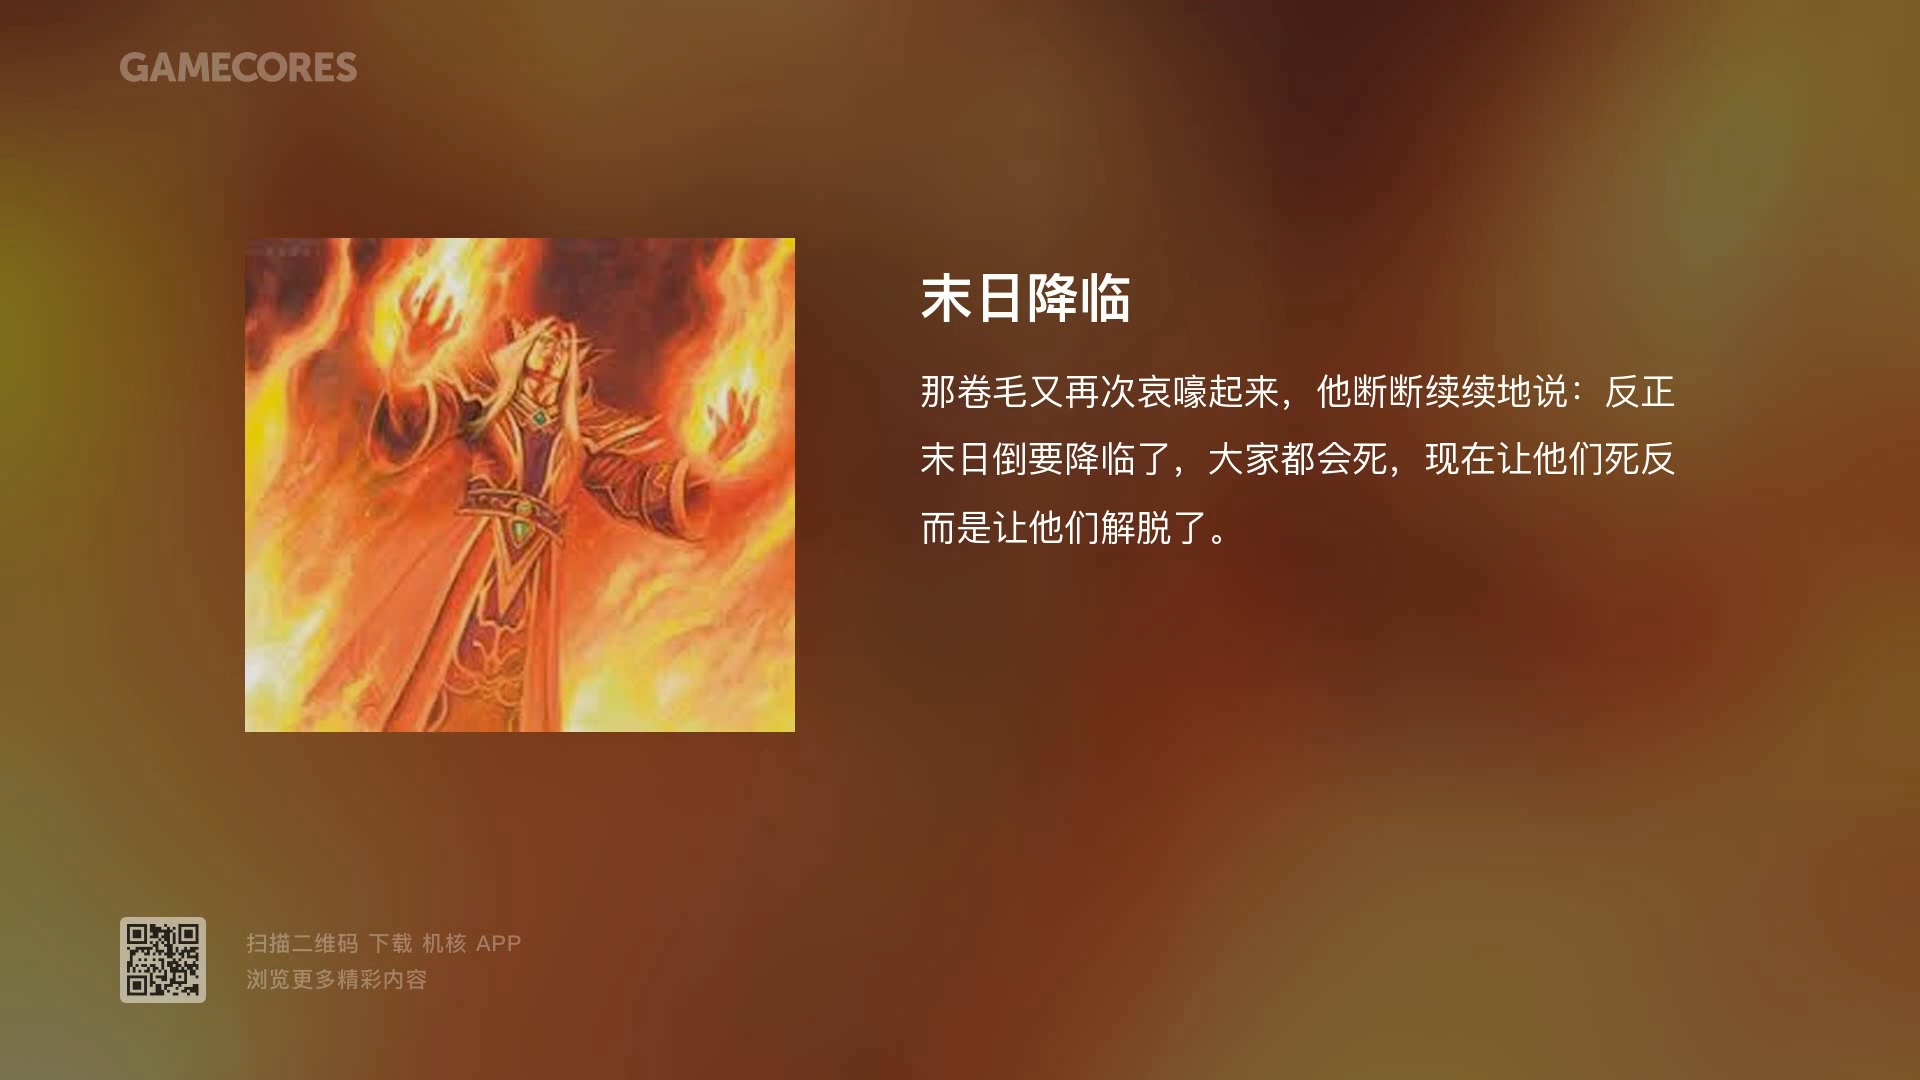 GAMECORES
末日降临
那卷毛又再次哀嚎起来，他断断续续地说：反正
末日倒要降临了，大家都会死，现在让他们死反
而是让他们解脱了。
扫描二维码 下载 机核 APP
浏览更多精彩内容